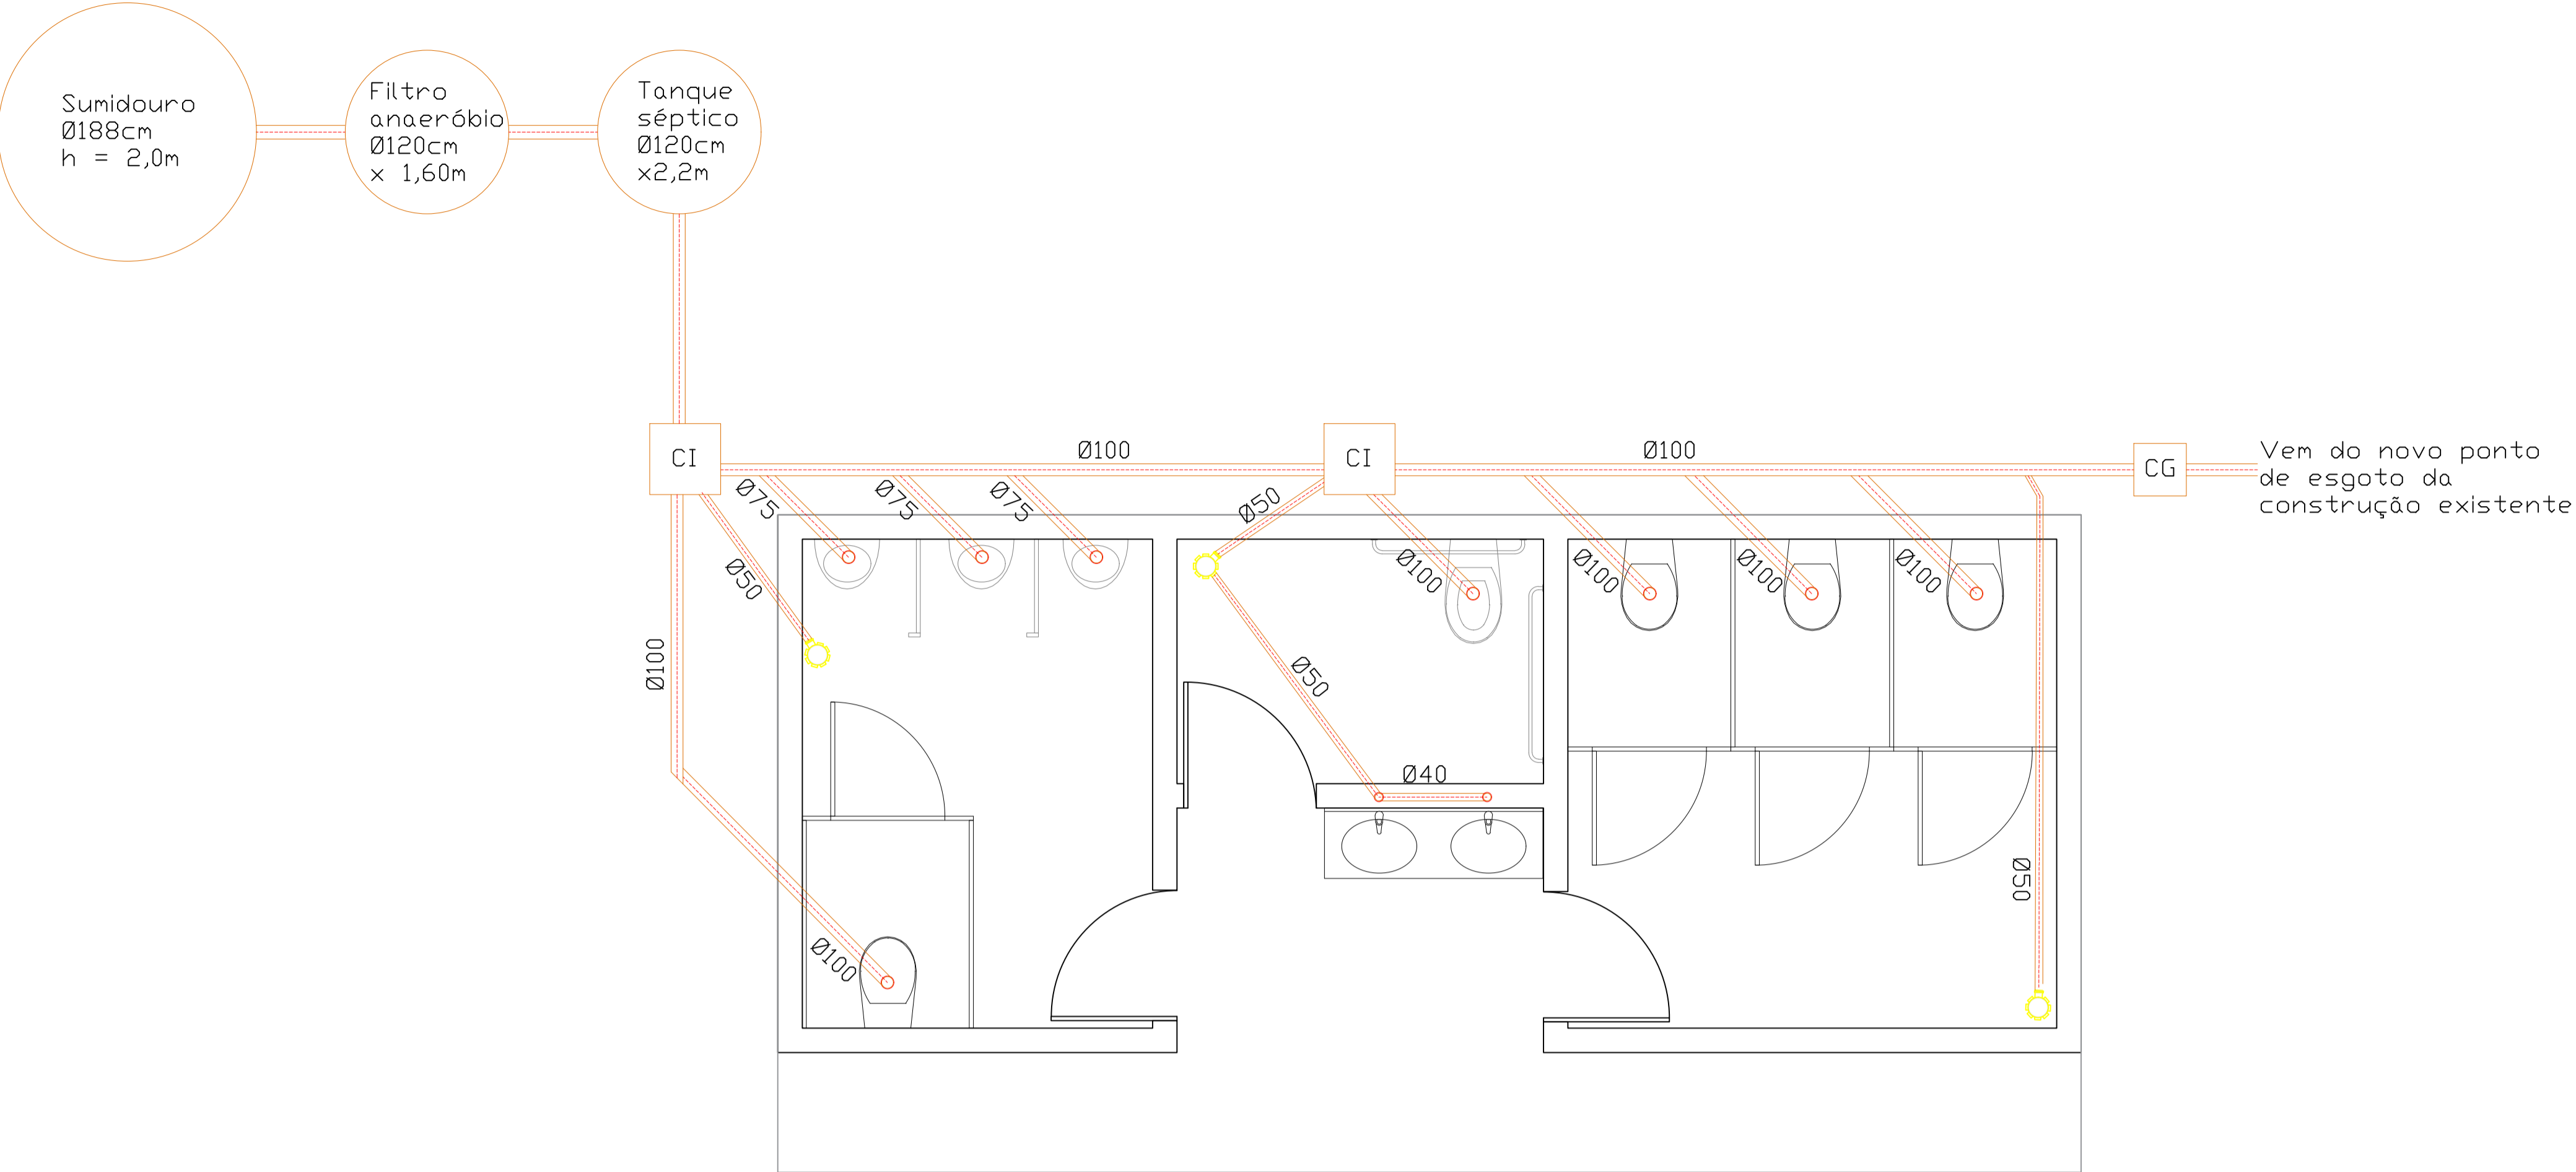 Sumidouro
Ø188cm
h = 2,0m
Filtro
anaeróbio
Ø120cm
x 1,60m
Tanque
séptico
Ø120cm
x2,2m
CI
Ø100
CI
Ø100
CG
Vem do novo ponto
de esgoto da
construção existente
Ø75
Ø75
Ø75
Ø50
Ø50
Ø100
Ø100
Ø100
Ø100
Ø100
Ø50
Ø40
Ø50
Ø100